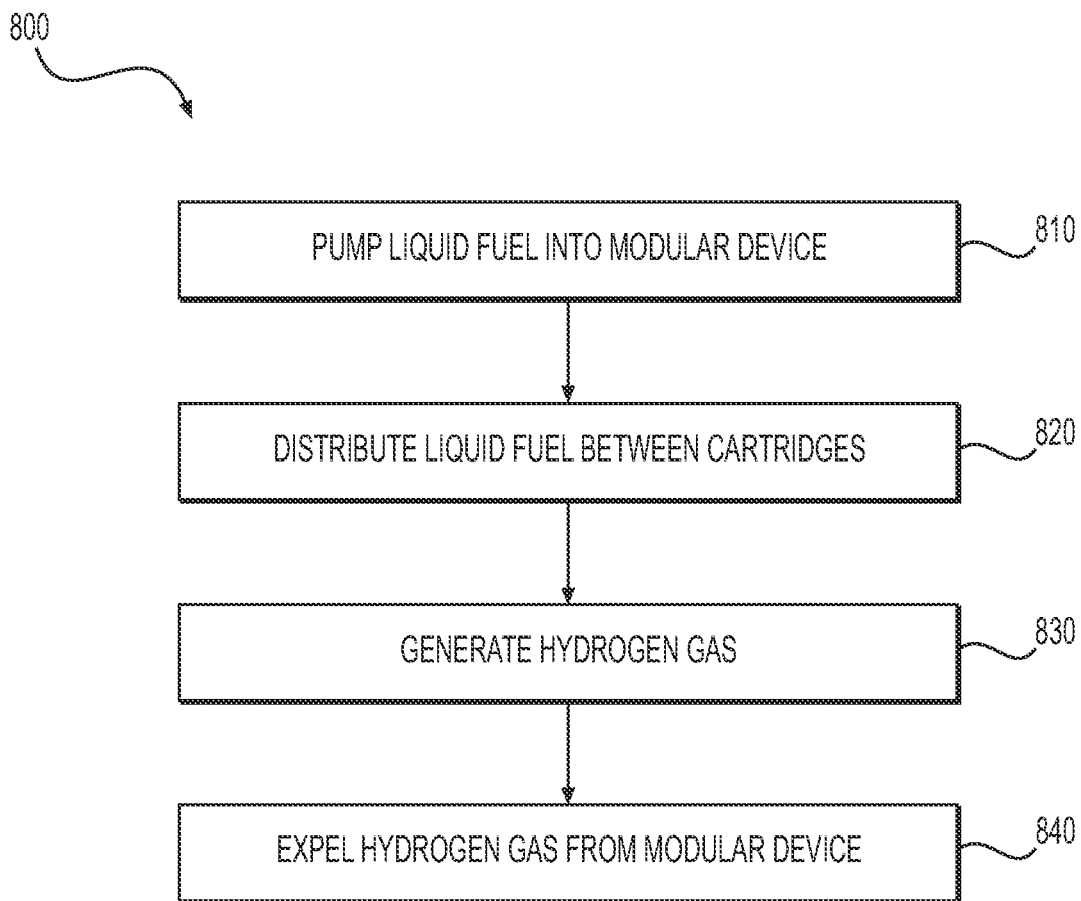 800
PUMP LIQUID FUEL INTO MODULAR DEVICE
810
DISTRIBUTE LIQUID FUEL BETWEEN CARTRIDGES
820
GENERATE HYDROGEN GAS
830
EXPEL HYDROGEN GAS FROM MODULAR DEVICE
840